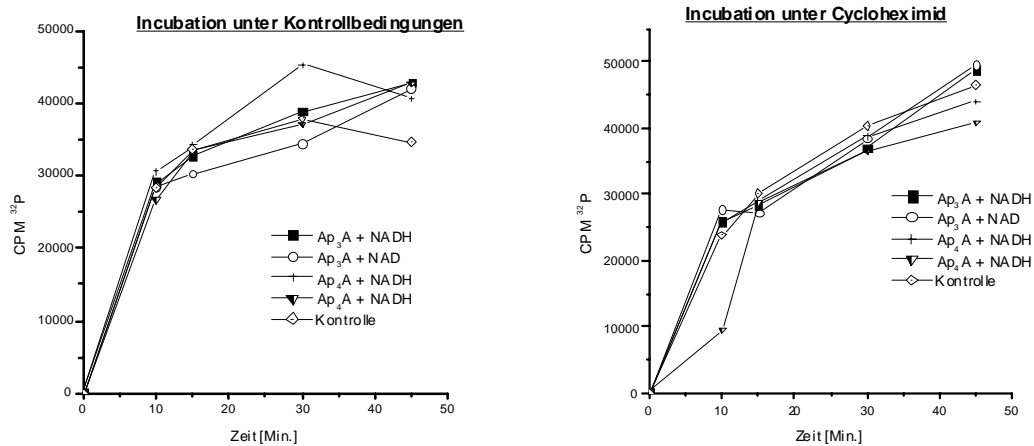 Incubation unter Kontrollbedingungen
CPM ³²P
50000
40000
30000
20000
10000
0
Ap₃A + NADH
Ap₃A + NAD
Ap₄A + NADH
Ap₄A + NADH
Kontrolle
0 10 20 30 40 50
Zeit [Min.]
Incubation unter Cycloheximid
CPM ³²P
50000
40000
30000
20000
10000
0
Ap₃A + NADH
Ap₃A + NAD
Ap₄A + NADH
Ap₄A + NADH
Kontrolle
0 10 20 30 40 50
Zeit [Min.]